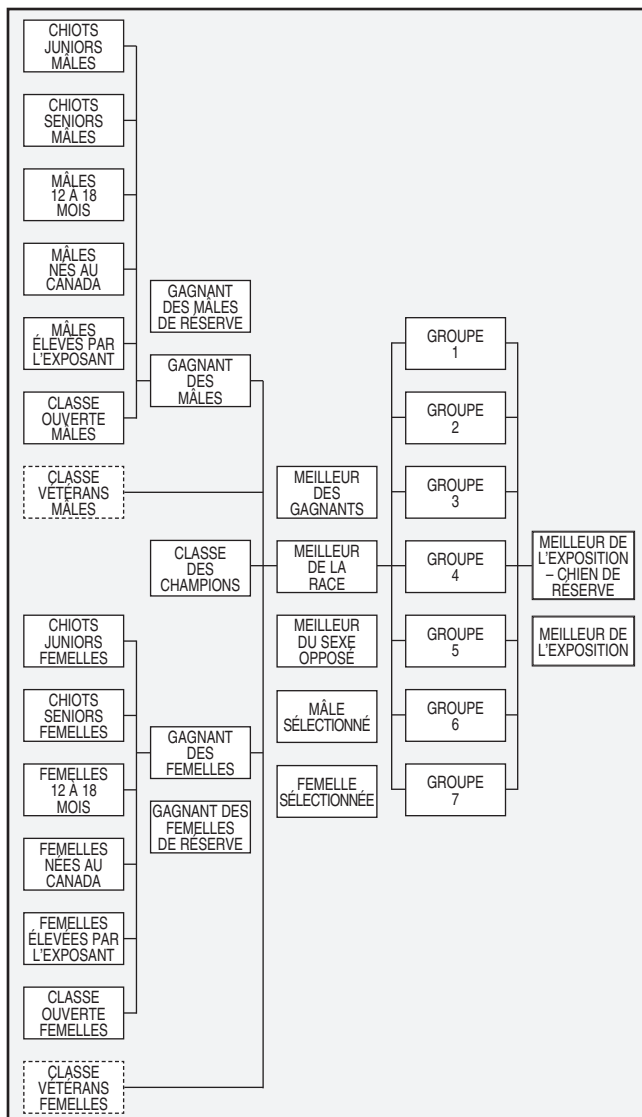 CHIOTS
JUNIORS
MÂLES
CHIOTS
SENIORS
MÂLES
MÂLES
12 À 18
MOIS
MÂLES
NÉS AU
CANADA
MÂLES
ÉLEVÉS PAR
L'EXPOSANT
CLASSE
OUVERTE
MÂLES
CLASSE
VÉTÉRANS
MÂLES
CHIOTS
JUNIORS
FEMELLES
CHIOTS
SENIORS
FEMELLES
FEMELLES
12 À 18
MOIS
FEMELLES
NÉES AU
CANADA
FEMELLES
ÉLEVÉES PAR
L'EXPOSANT
CLASSE
OUVERTE
FEMELLES
CLASSE
VÉTÉRANS
FEMELLES
GAGNANT
DES MÂLES
DE RÉSERVE
GAGNANT
DES
MÂLES
CLASSE
DES
CHAMPIONS
GAGNANT
DES
FEMELLES
GAGNANT DES
FEMELLES
DE RÉSERVE
MEILLEUR
DES
GAGNANTS
MEILLEUR
DE LA
RACE
MEILLEUR
DU SEXE
OPPOSÉ
MÂLE
SÉLECTIONNÉ
FEMELLE
SÉLECTIONNÉE
GROUPE
1
GROUPE
2
GROUPE
3
GROUPE
4
GROUPE
5
GROUPE
6
GROUPE
7
MEILLEUR DE
L'EXPOSITION
– CHIEN DE
RÉSERVE
MEILLEUR DE
L'EXPOSITION